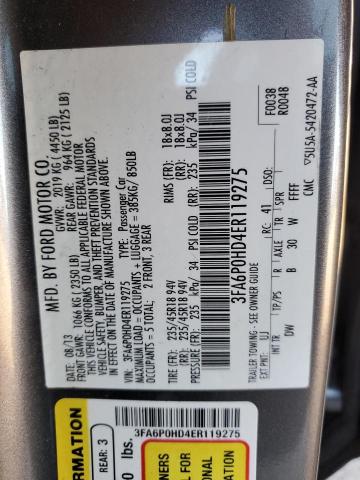 MFD. BY FORD MOTOR CO.
DATE: 08/13 GVWR: 2019 KG ( 4450 LB)
FRONT GAWR: 1066 KG ( 2350 LB) REAR GAWR: 964 KG ( 2125 LB)
THIS VEHICLE CONFORMS TO ALL APPLICABLE FEDERAL MOTOR
VEHICLE SAFETY, BUMPER, AND THEFT PREVENTION STANDARDS
IN EFFECT ON THE DATE OF MANUFACTURE SHOWN ABOVE.
VIN: 3FA6P0HD4ER119275
TYPE: Passenger Car
MAXIMUM LOAD=OCCUPANTS + LUGGAGE = 385KG/ 850LB
OCCUPANTS = 5 TOTAL: 2 FRONT, 3 REAR
TIRE (FR): 235/45R18 94V RIMS (FR): 18x8.0J
(RR): 235/45R18 94V (RR): 18x8.0J
(FR): 235 kPa/ 34 PSI COLD (RR): 235 kPa/ 34 PSI COLD
3FA6P0HD4ER119275
F0038
R0048
TRAILER TOWING - SEE OWNER GUIDE
EXT PNT: UJ RC: 41 DSO:
INT TR TP/PS R AXLE TR SPR
DW B 30 W FFFF
CMC
5U5A-5420472-AA
FORMATION
REAR: 3
lbs.
3FA6P0HD4ER119275